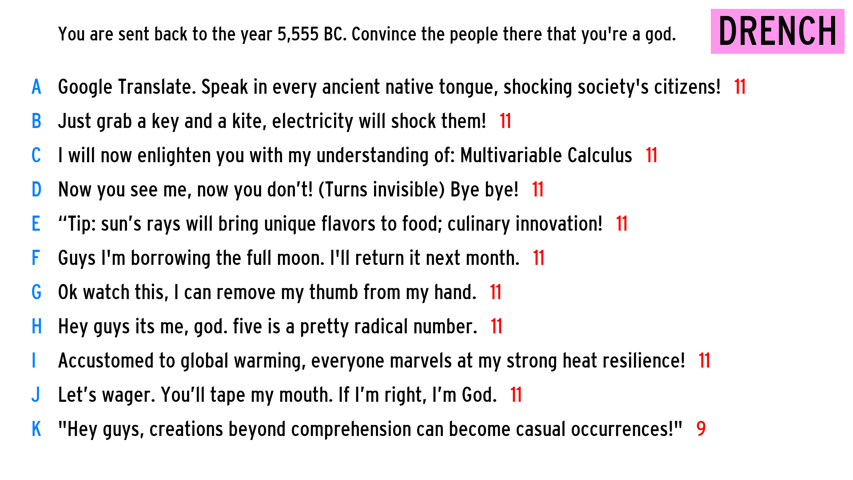 You are sent back to the year 5,555 BC. Convince the people there that you're a god.
DRENCH
A Google Translate. Speak in every ancient native tongue, shocking society's citizens! 11
B Just grab a key and a kite, electricity will shock them! 11
C I will now enlighten you with my understanding of: Multivariable Calculus 11
D Now you see me, now you don’t! (Turns invisible) Bye bye! 11
E “Tip: sun’s rays will bring unique flavors to food; culinary innovation! 11
F Guys I'm borrowing the full moon. I'll return it next month. 11
G Ok watch this, I can remove my thumb from my hand. 11
H Hey guys its me, god. five is a pretty radical number. 11
I Accustomed to global warming, everyone marvels at my strong heat resilience! 11
J Let’s wager. You’ll tape my mouth. If I’m right, I’m God. 11
K "Hey guys, creations beyond comprehension can become casual occurrences!" 9